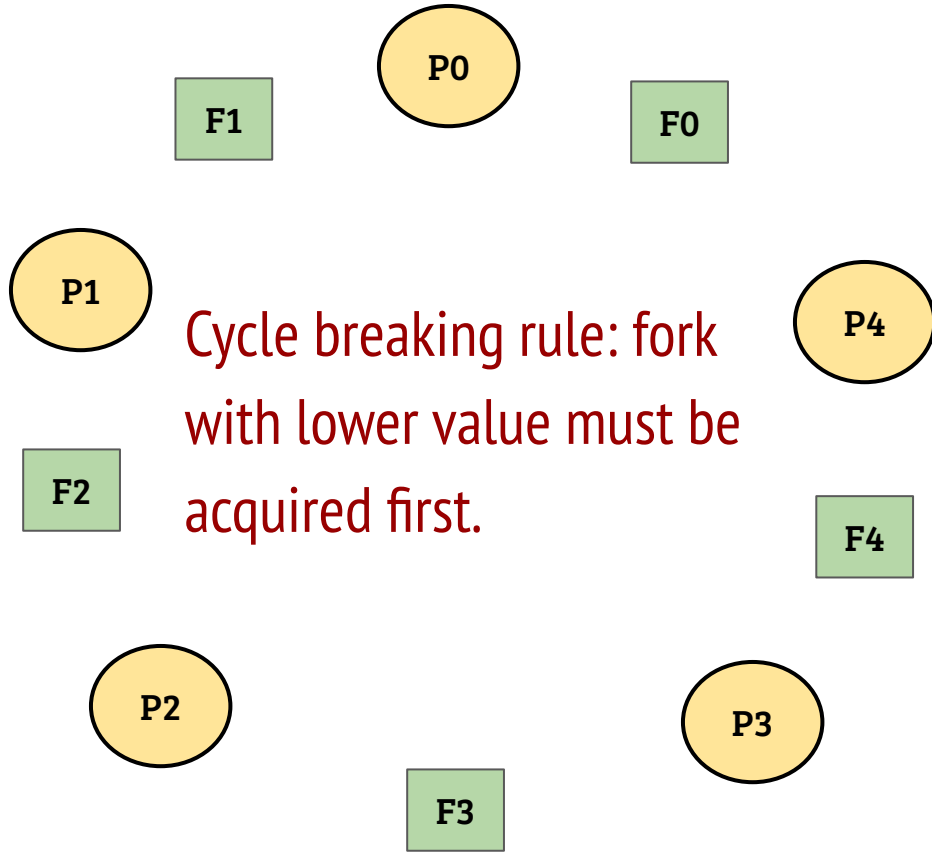 P0
F1
F0
P1
P4
Cycle breaking rule: fork
with lower value must be
acquired first.
F2
F4
P2
P3
F3